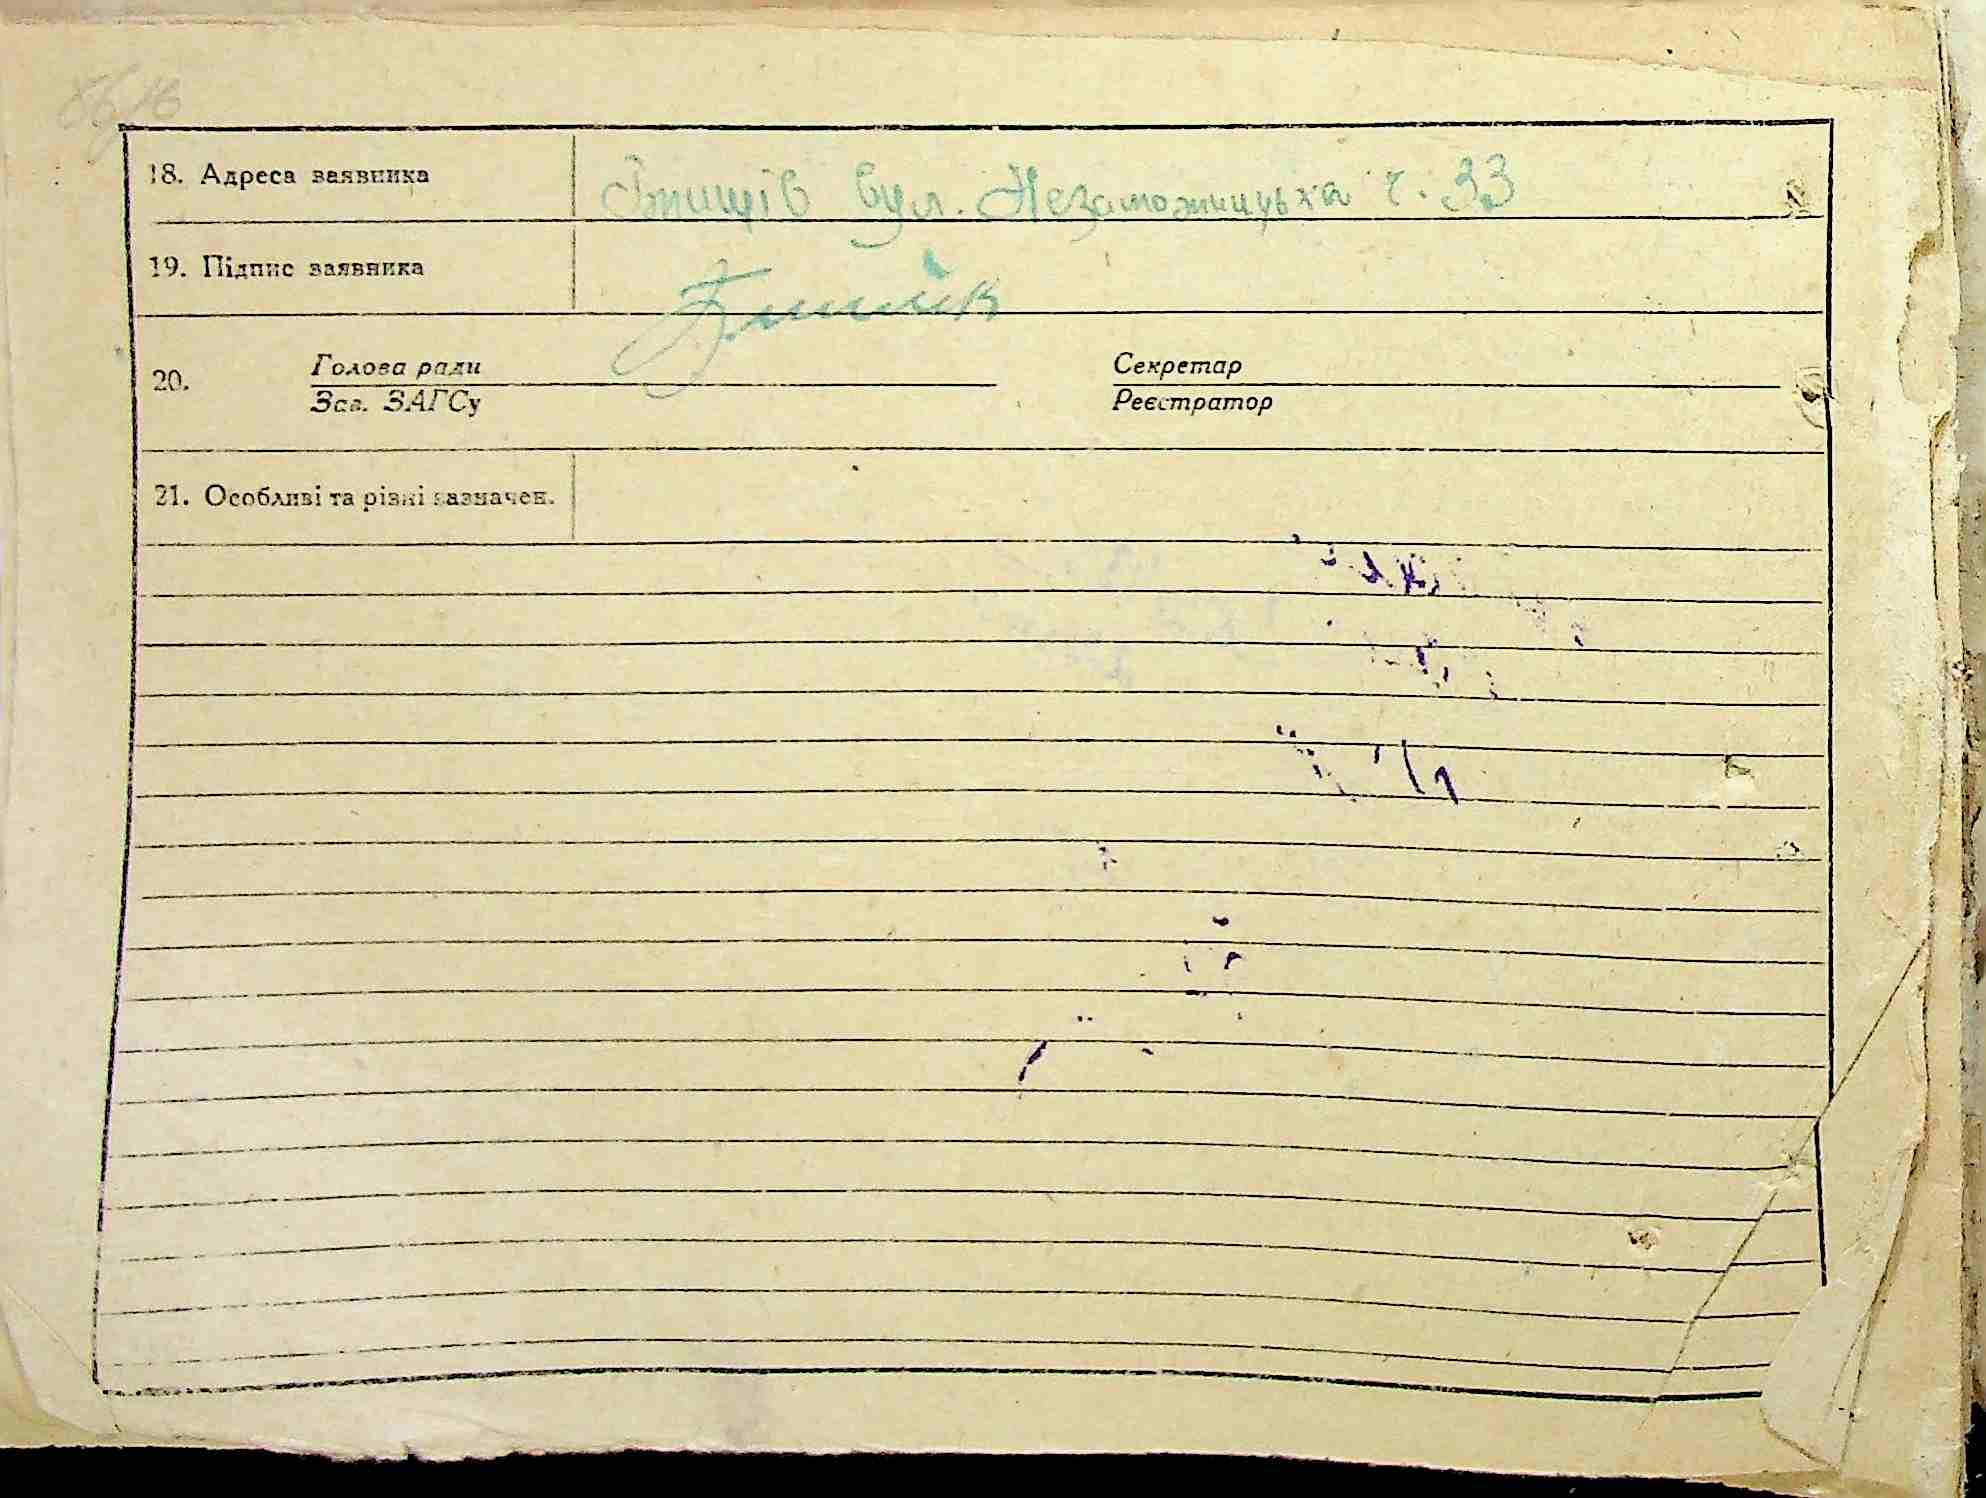 18. Адреса заявника Ржищів вул. Незаможницька ч. 33
19. Підпис заявника
20. Голова ради Секретар
Зав. ЗАГСу Реєстратор
21. Особливі та різні зазначен.